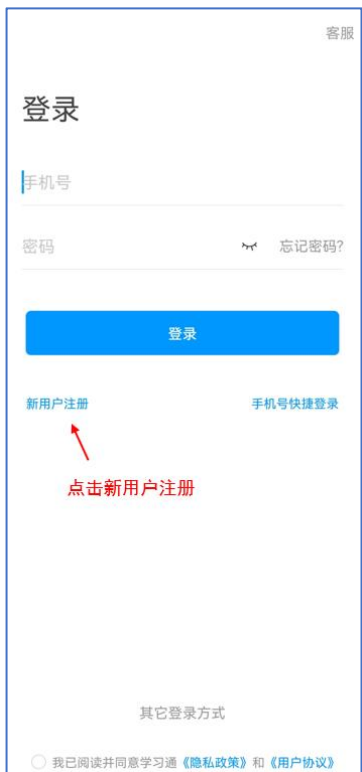 客服
登录
手机号
密码 忘记密码?
登录
新用户注册 手机号快捷登录
点击新用户注册
其它登录方式
我已阅读并同意学习通《隐私政策》和《用户协议》